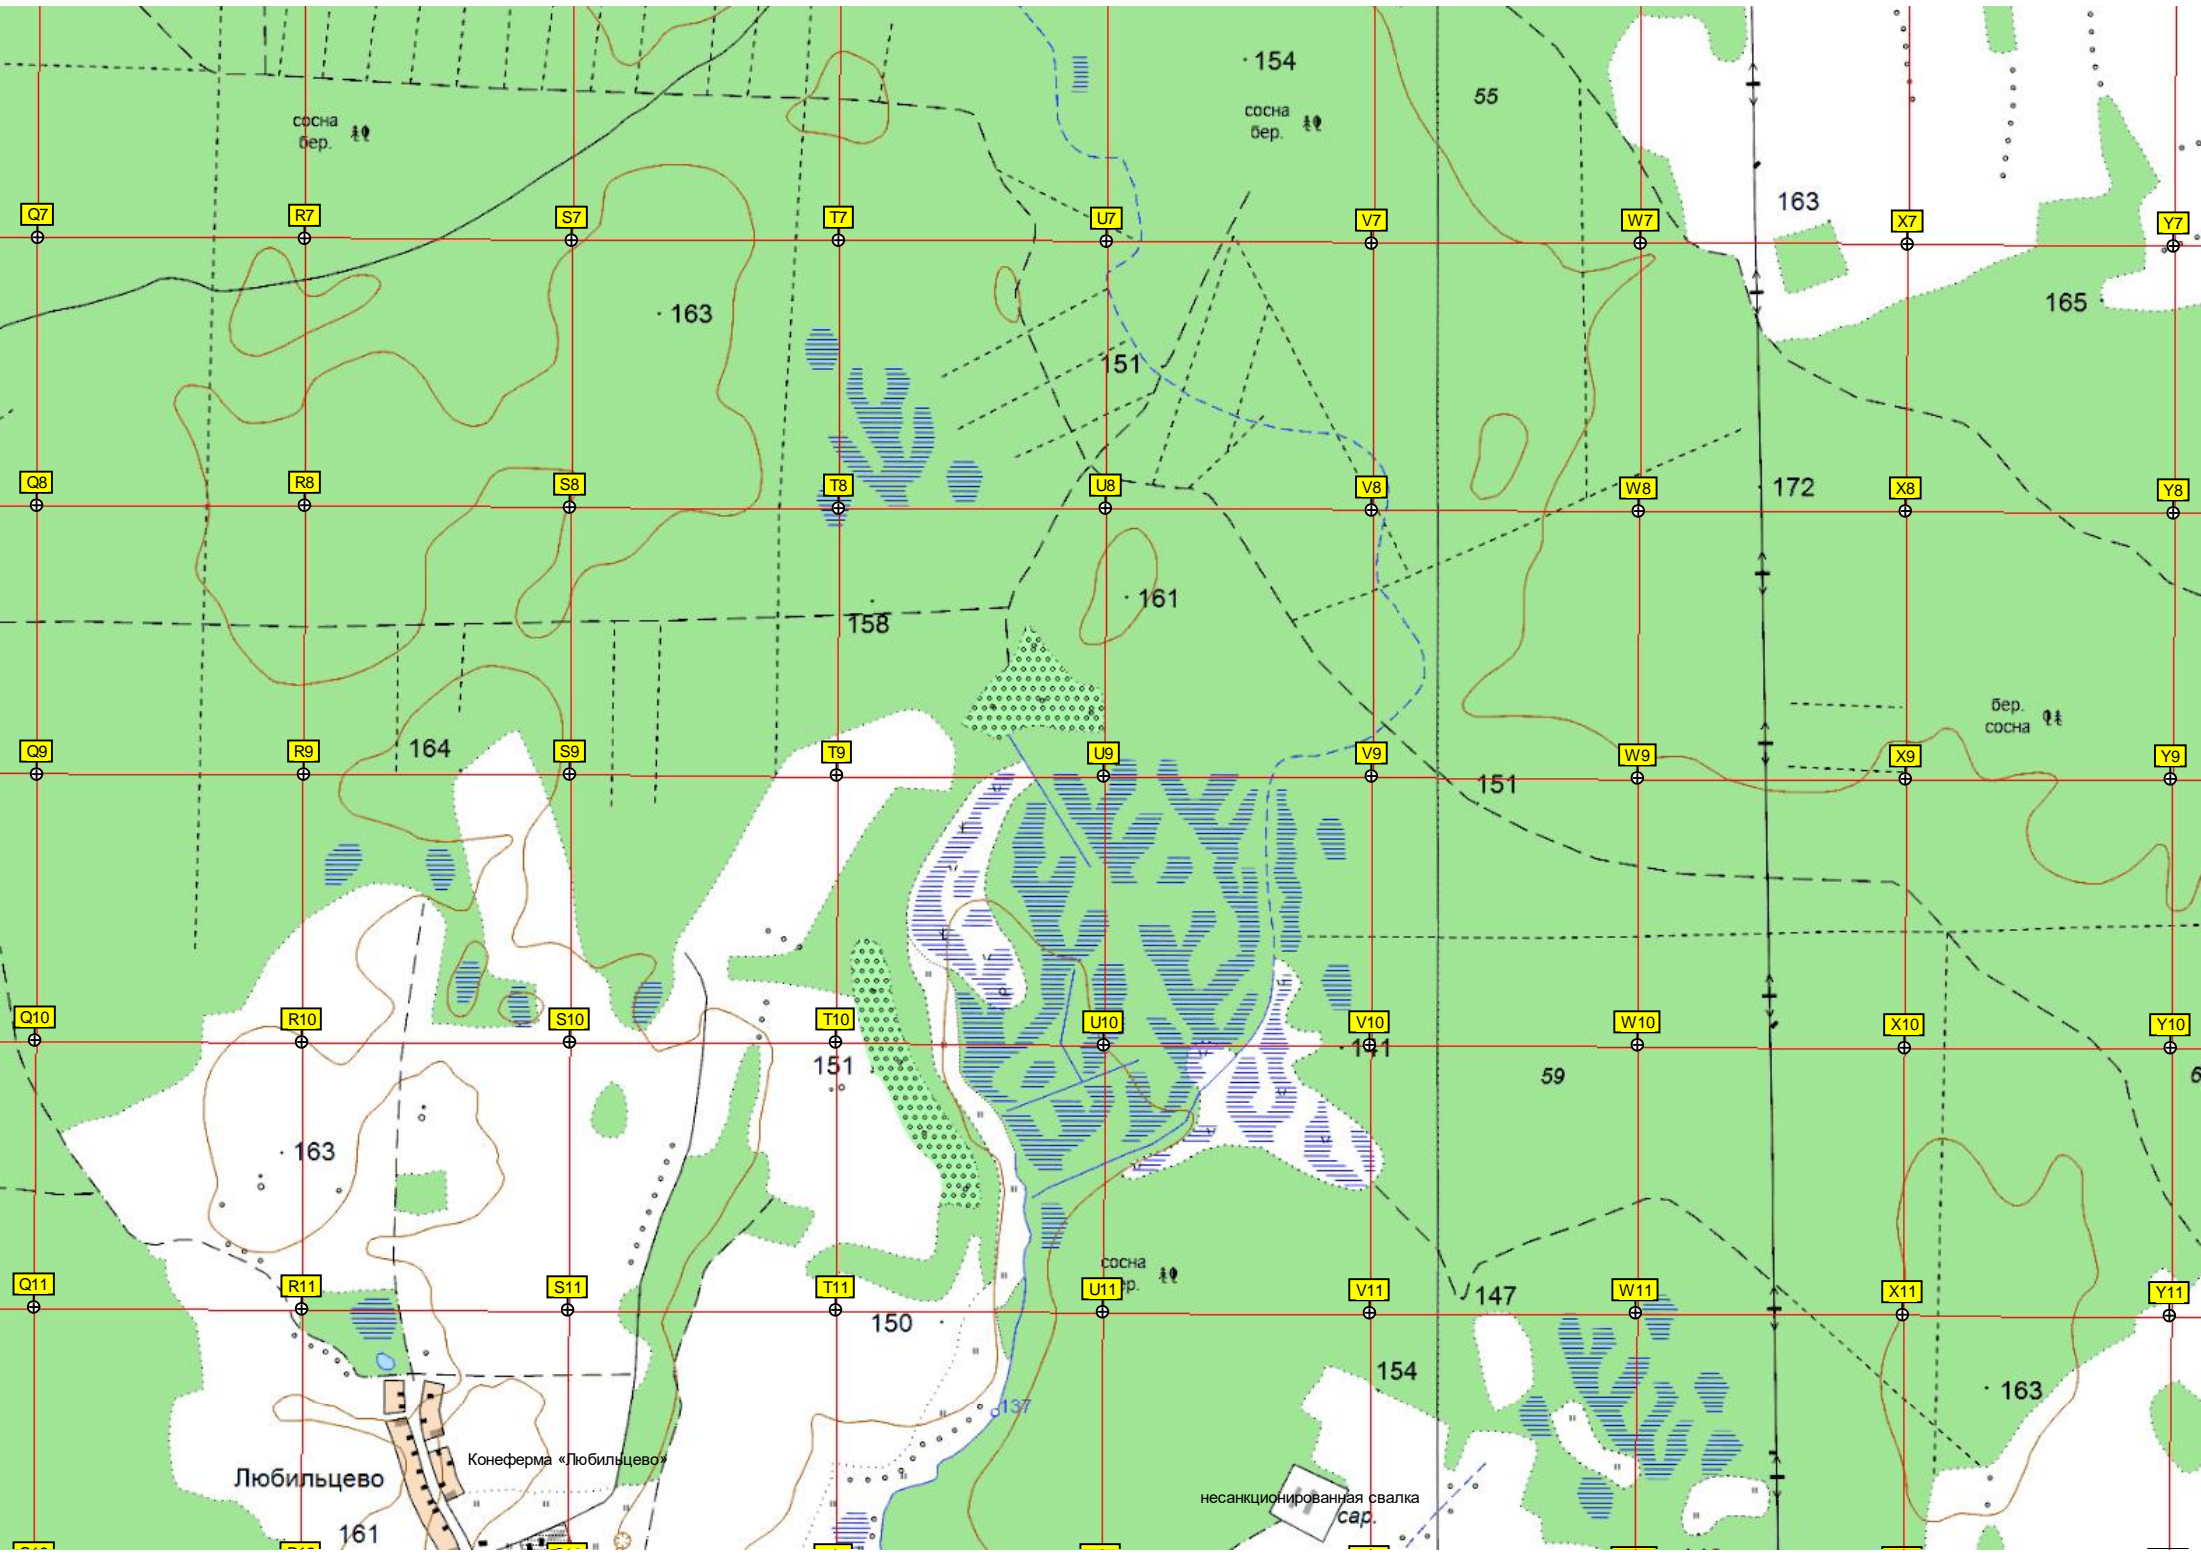 154
55
сосна
бер.
сосна
бер.
163
Q7
R7
S7
T7
U7
V7
W7
X7
Y7
163
165
151
Q8
R8
S8
T8
U8
V8
W8
172
X8
Y8
161
158
бер.
сосна
164
Q9
R9
S9
T9
U9
V9
W9
X9
Y9
151
Q10
R10
S10
T10
U10
V10
W10
X10
Y10
141
151
59
163
сосна
Q11
R11
S11
T11
U11
V11
147
W11
X11
Y11
150
154
163
137
Конеферма «Любильцево»
Любильцево
несанкционированная свалка
сар.
161